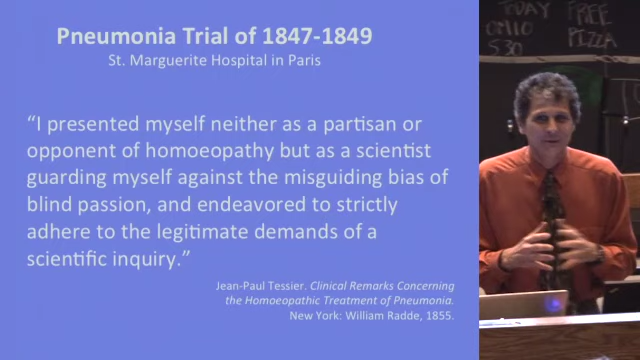 Pneumonia Trial of 1847-1849
St. Marguerite Hospital in Paris
“I presented myself neither as a partisan or
opponent of homoeopathy but as a scientist
guarding myself against the misguiding bias of
blind passion, and endeavored to strictly
adhere to the legitimate demands of a
scientific inquiry.”
Jean-Paul Tessier. Clinical Remarks Concerning
the Homoeopathic Treatment of Pneumonia.
New York: William Radde, 1855.
TODAY FREE
PIZZA
530